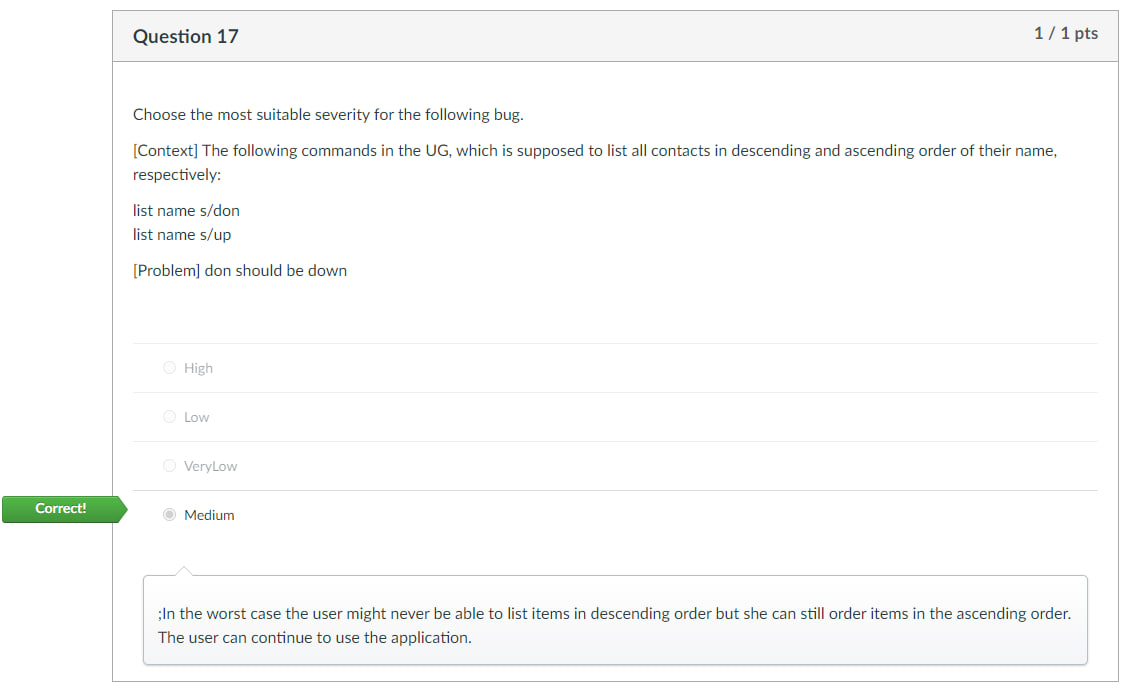 Question 17
1 / 1 pts
Choose the most suitable severity for the following bug.
[Context] The following commands in the UG, which is supposed to list all contacts in descending and ascending order of their name,
respectively:
list name s/don
list name s/up
[Problem] don should be down
High
Low
VeryLow
Correct!
Medium
;In the worst case the user might never be able to list items in descending order but she can still order items in the ascending order.
The user can continue to use the application.